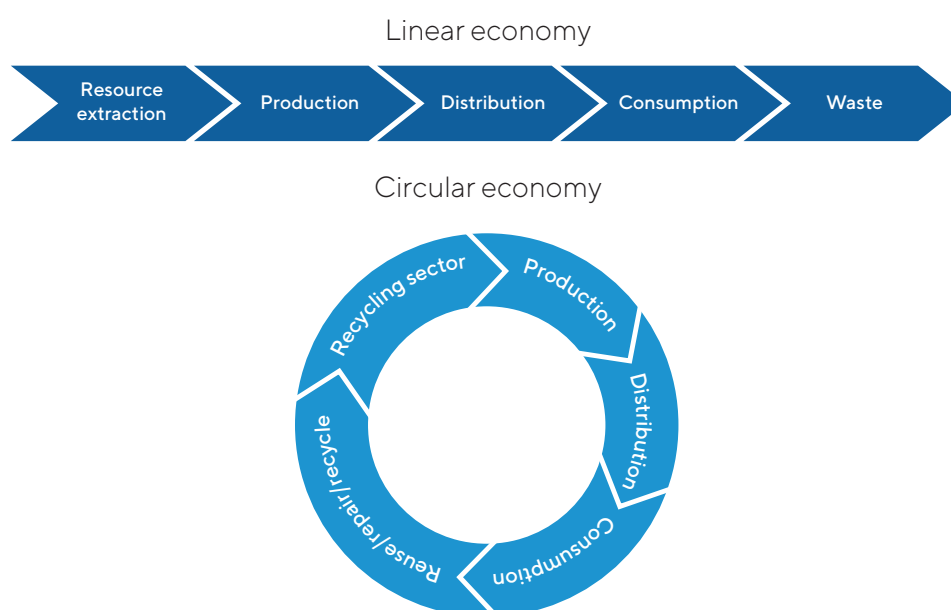 Linear economy
Resource
extraction
Production
Distribution
Consumption
Waste
Circular economy
Production
Distribution
Consumption
Reuse/repair/recycle
Recycling sector